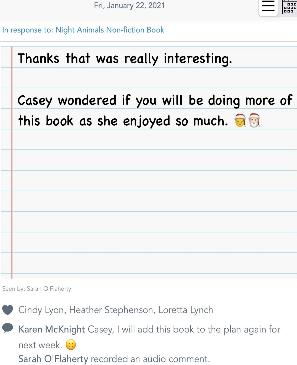 Fri, January 22, 2021
In response to: Night Animals Non-fiction Book
Thanks that was really interesting.
Casey wondered if you will be doing more of
this book as she enjoyed so much. 🧑‍🎄🎅🏻
Seen by: Sarah O'Flaherty
Cindy Lyon, Heather Stephenson, Loretta Lynch
Karen McKnight Casey, I will add this book to the plan again for
next week. 😊
Sarah O'Flaherty recorded an audio comment.